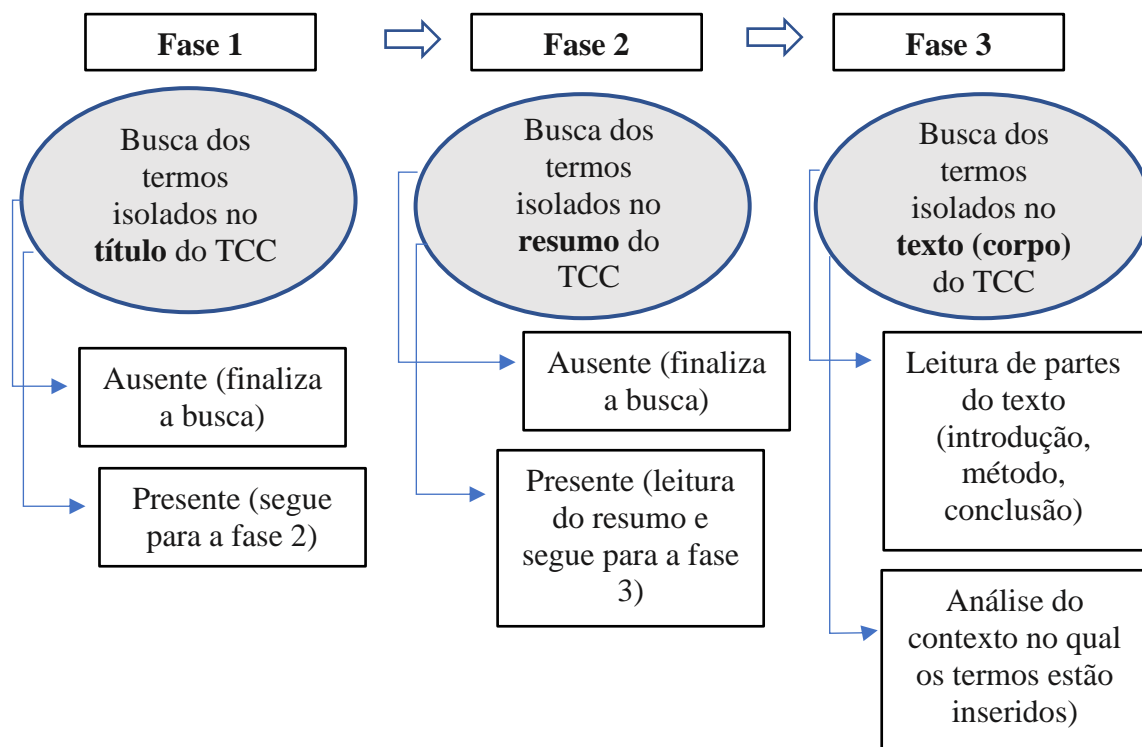 Fase 1
Fase 2
Fase 3
Busca dos
termos
isolados no
título do TCC
Busca dos
termos
isolados no
resumo do
TCC
Busca dos
termos
isolados no
texto (corpo)
do TCC
Ausente (finaliza
a busca)
Presente (segue
para a fase 2)
Ausente (finaliza
a busca)
Presente (leitura
do resumo e
segue para a fase
3)
Leitura de partes
do texto
(introdução,
método,
conclusão)
Análise do
contexto no qual
os termos estão
inseridos)